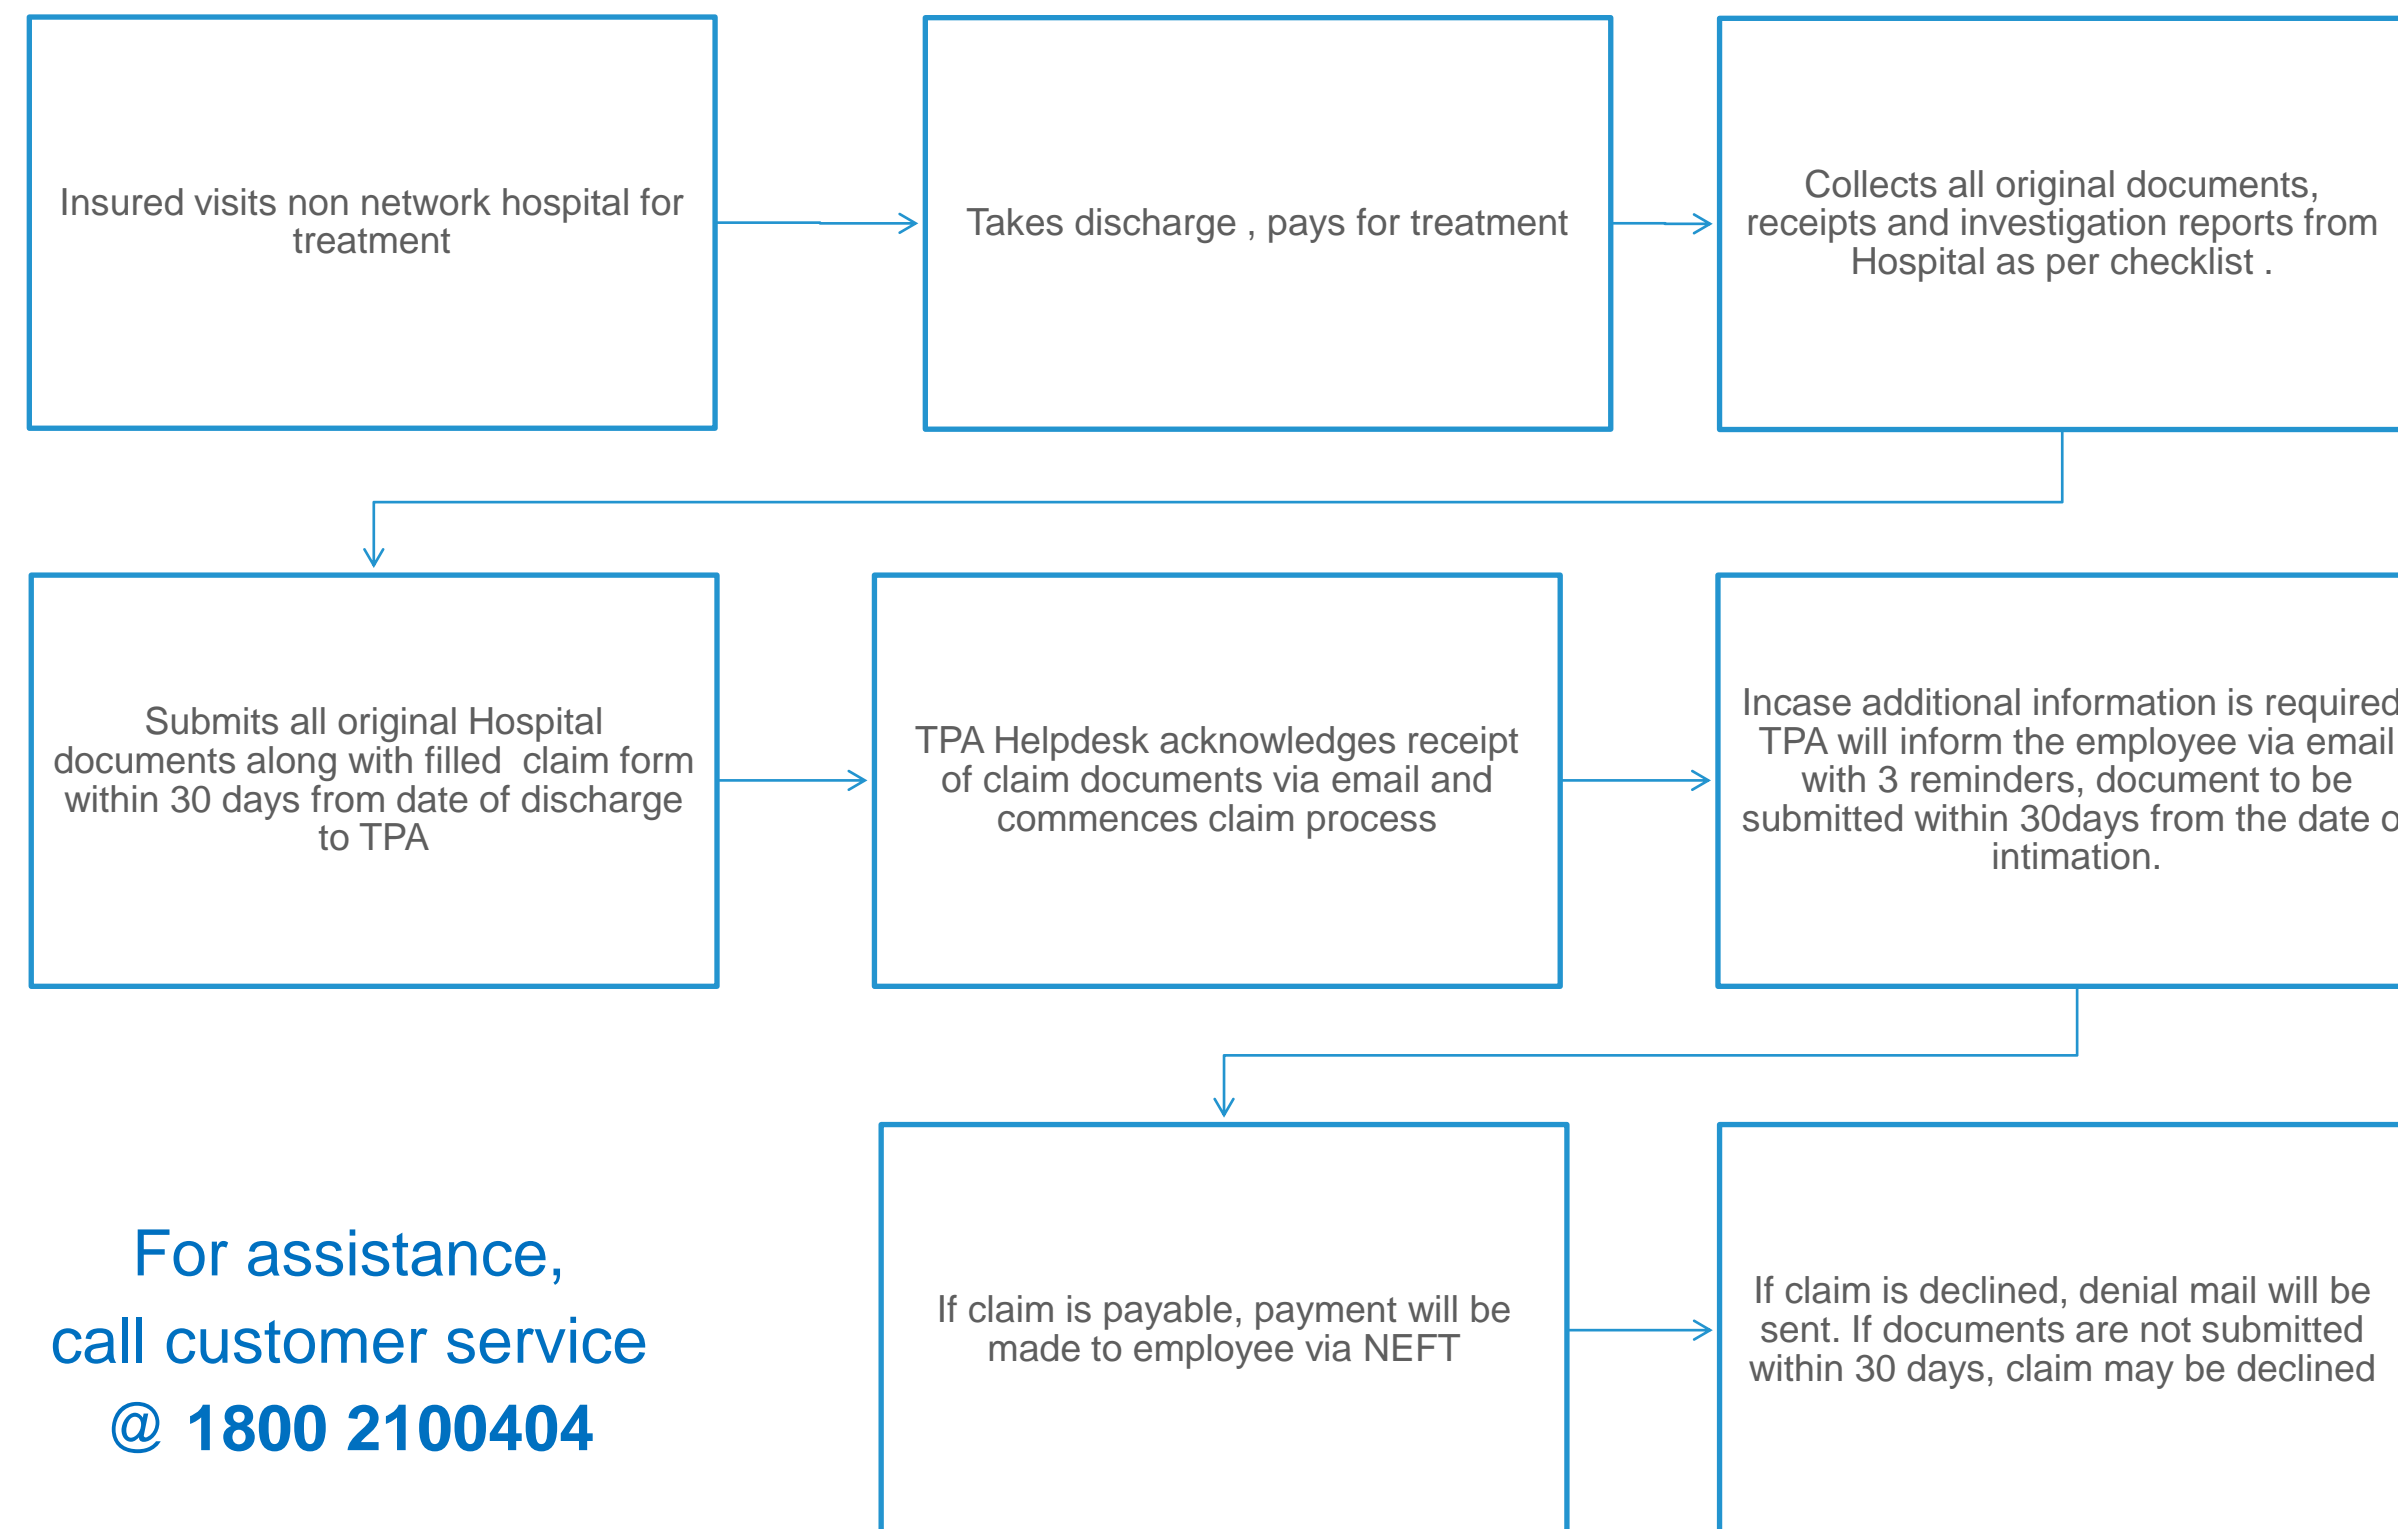 Insured visits non network hospital for
treatment
Takes discharge , pays for treatment
Collects all original documents,
receipts and investigation reports from
Hospital as per checklist .
Submits all original Hospital
documents along with filled  claim form
within 30 days from date of discharge
to TPA
TPA Helpdesk acknowledges receipt
of claim documents via email and
commences claim process
Incase additional information is required
TPA will inform the employee via email
with 3 reminders, document to be
submitted within 30days from the date
intimation.
If claim is payable, payment will be
made to employee via NEFT
If claim is declined, denial mail will be
sent. If documents are not submitted
within 30 days, claim may be declined
For assistance,
call customer service
@ 1800 2100404